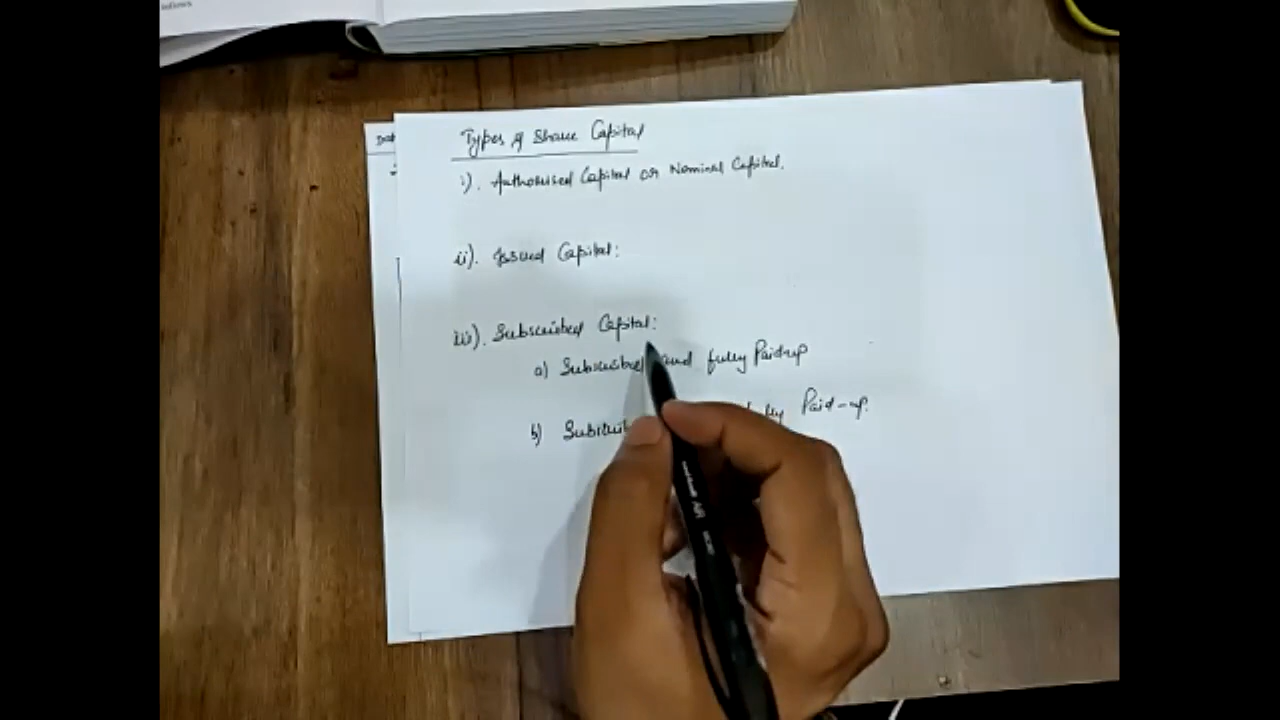 Types of Share Capital
i). Authorised Capital or Nominal Capital.
ii). Issued Capital:
iii). Subscribed Capital:
a) Subscribed and fully Paid-up
b) Paid-up.